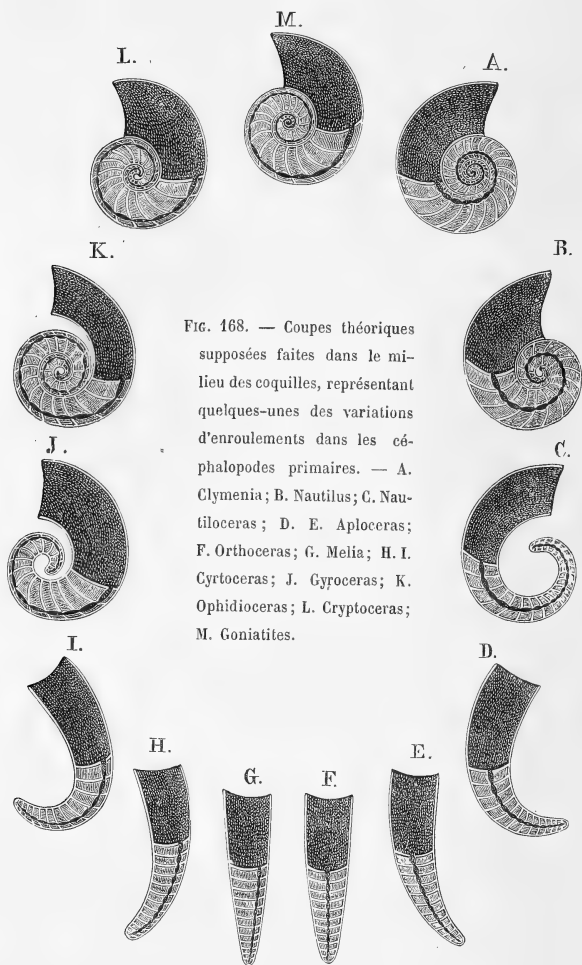 M.
L.
A.
K.
B.
FIG. 168. — Coupes théoriques
supposées faites dans le mi-
lieu des coquilles, représentant
quelques-unes des variations
d'enroulements dans les cé-
phalopodes primaires. — A.
Clymenia; B. Nautilus; C. Nau-
tiloceras; D. E. Aploceras;
F. Orthoceras; G. Melia; H. I.
Cyrtoceras; J. Gyroceras; K.
Ophidioceras; L. Cryptoceras;
M. Goniatites.
J.
C.
I.
D.
H.
G.
F.
E.